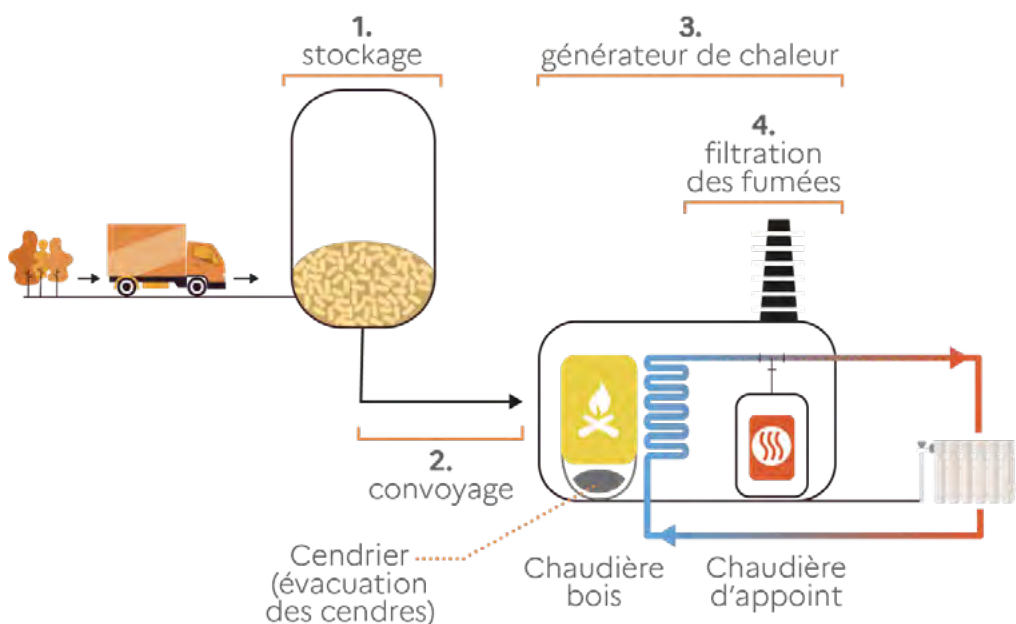 1.
stockage
3.
générateur de chaleur
4.
filtration
des fumées
2.
convoyage
Cendrier
(évacuation
des cendres)
Chaudière
bois
Chaudière
d’appoint